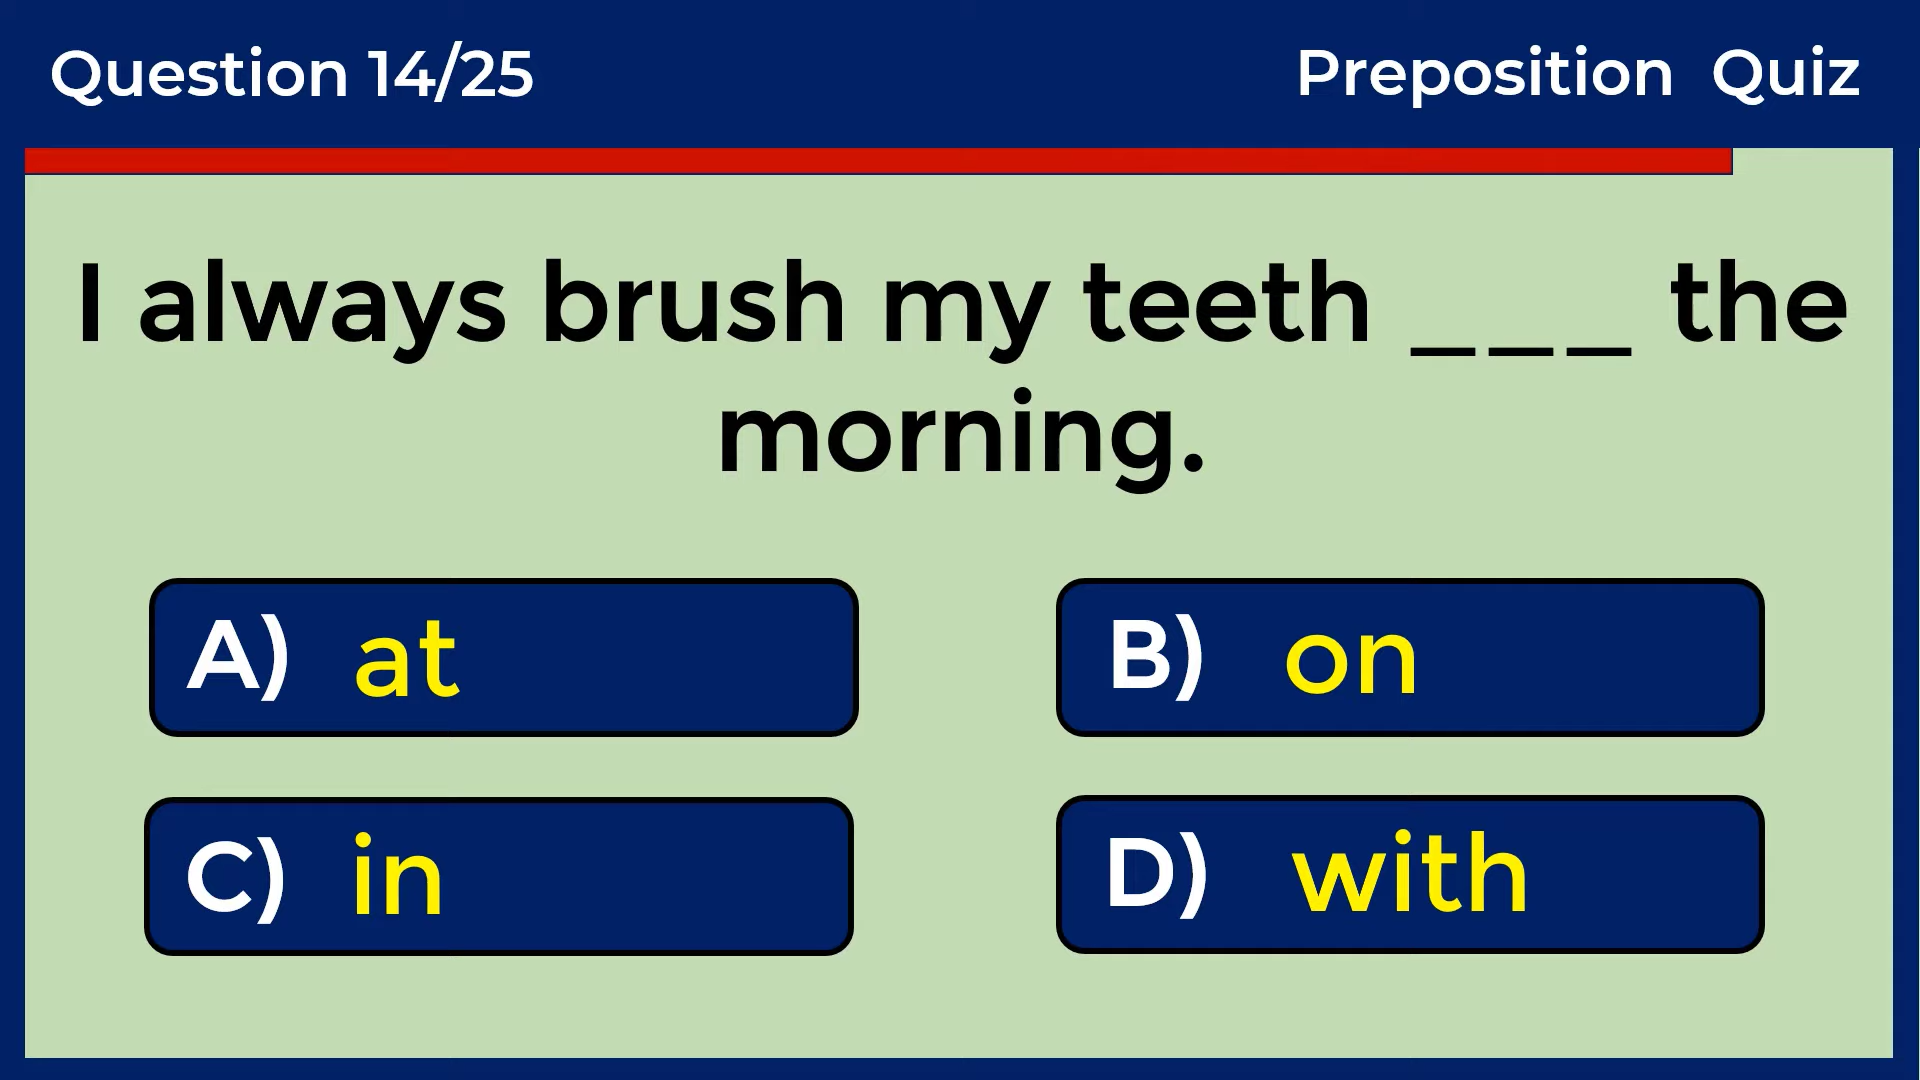 Question 14/25
Preposition Quiz
I always brush my teeth ___ the
morning.
A) at
B) on
C) in
D) with